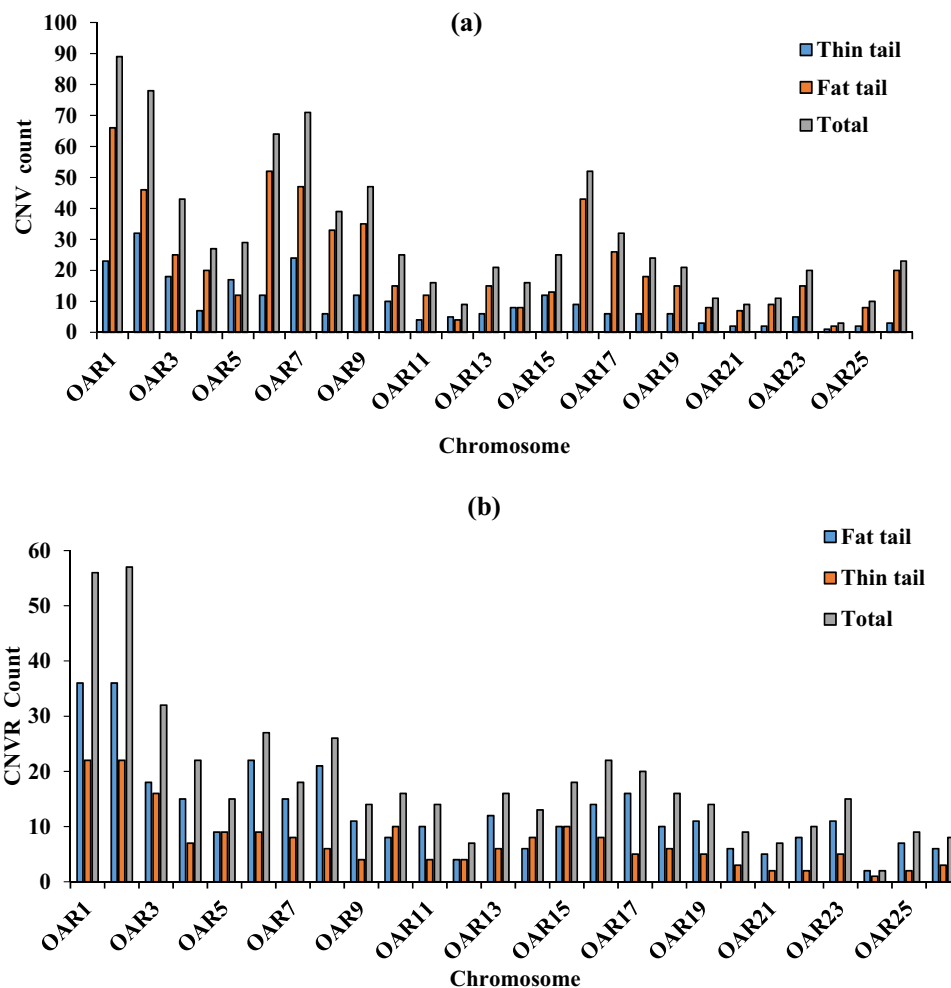 (a)
Thin tail
Fat tail
Total
CNV count
100
90
80
70
60
50
40
30
20
10
0
OAR1
OAR3
OAR5
OAR7
OAR9
OAR11
OAR13
OAR15
OAR17
OAR19
OAR21
OAR23
OAR25
Chromosome
(b)
Fat tail
Thin tail
Total
CNVR Count
60
50
40
30
20
10
0
OAR1
OAR3
OAR5
OAR7
OAR9
OAR11
OAR13
OAR15
OAR17
OAR19
OAR21
OAR23
OAR25
Chromosome